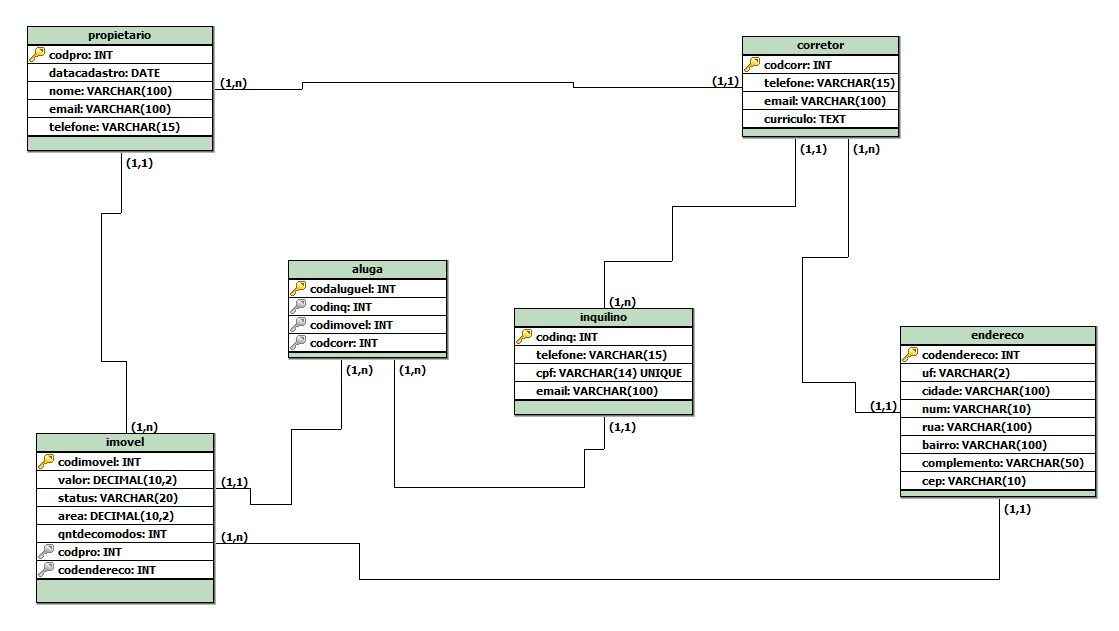 propietario
codpro: INT
datacadastro: DATE
nome: VARCHAR(100)
email: VARCHAR(100)
telefone: VARCHAR(15)
(1,n)
(1,1)
(1,1)
corretor
codcorr: INT
telefone: VARCHAR(15)
email: VARCHAR(100)
curriculo: TEXT
(1,1)
(1,n)
aluga
codaluguel: INT
codinq: INT
codimovel: INT
codcorr: INT
(1,n)
(1,n)
(1,n)
inquilino
codinq: INT
telefone: VARCHAR(15)
cpf: VARCHAR(14) UNIQUE
email: VARCHAR(100)
(1,1)
endereco
codendereco: INT
uf: VARCHAR(2)
cidade: VARCHAR(100)
num: VARCHAR(10)
rua: VARCHAR(100)
bairro: VARCHAR(100)
complemento: VARCHAR(50)
cep: VARCHAR(10)
(1,1)
(1,1)
(1,n)
imovel
codimovel: INT
valor: DECIMAL(10,2)
status: VARCHAR(20)
area: DECIMAL(10,2)
qntdecomodos: INT
codpro: INT
codendereco: INT
(1,1)
(1,n)